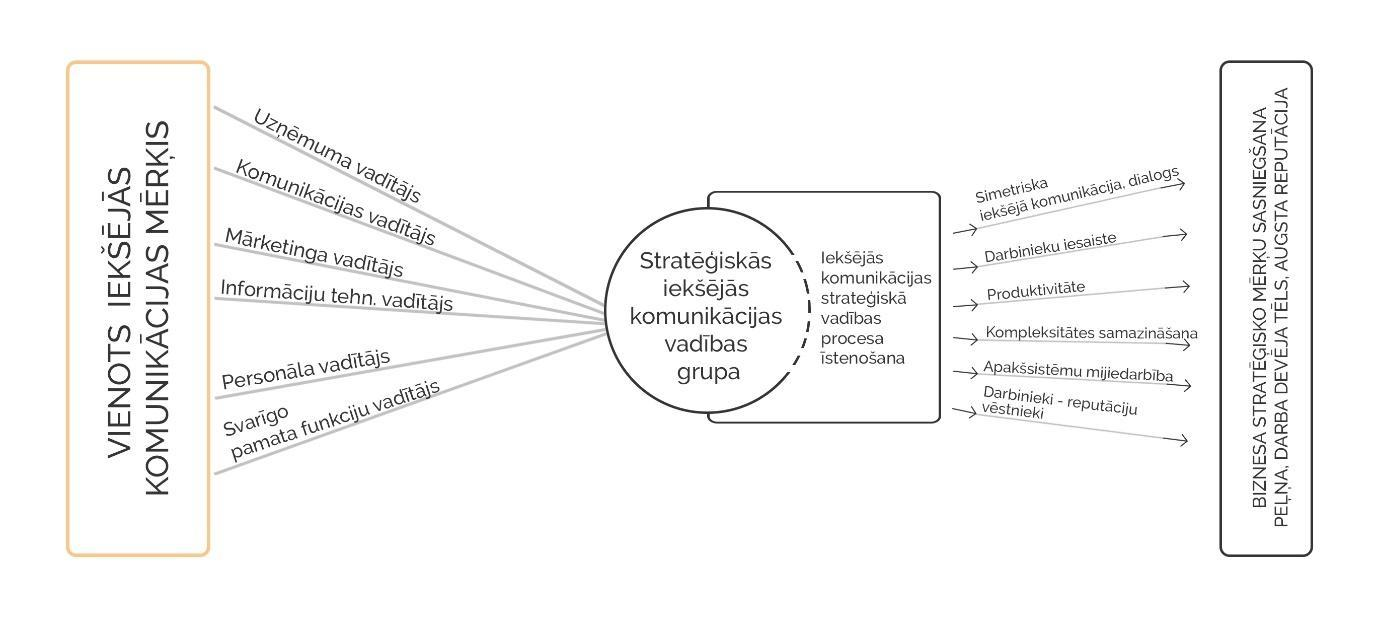 VIENOTS IEKŠĒJĀS
KOMUNIKĀCIJAS MĒRĶIS
Uzņēmuma vadītājs
Komunikācijas vadītājs
Mārketinga vadītājs
Informāciju tehn. vadītājs
Personāla vadītājs
Svarīgo
pamata funkciju vadītājs
Stratēģiskās
iekšējās
komunikācijas
vadības
grupa
Iekšējās
komunikācijas
strateģiskā
vadības
procesa
īstenošana
Simetriska
iekšējā komunikācija, dialogs
Darbinieku iesaiste
Produktivitāte
Kompleksitātes samazināšana
Apakšsistēmu mijiedarbība
Darbinieki - reputāciju
vēstnieki
BIZNESA STRATĒĢISKO MĒRĶU SASNIEGŠANA
PEĻŅA, DARBA DEVĒJA TĒLS, AUGSTA REPUTĀCIJA